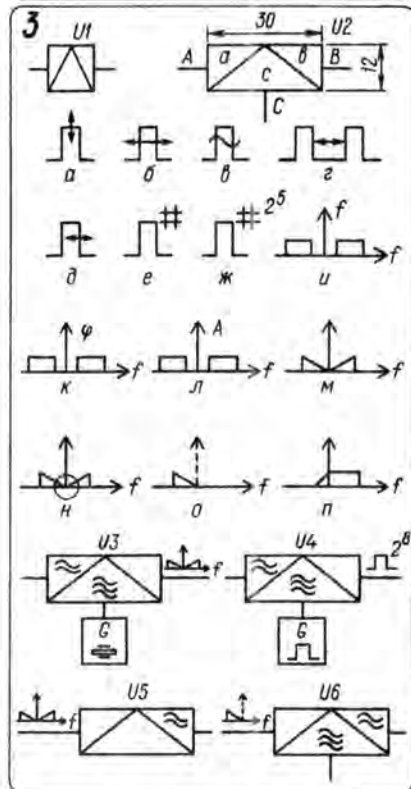 3
U1
30
U2
A
a
в
B
C
12
C
а
б
в
г
# #2⁵
f
д
е
ж
f
и
φ
A
f
f
f
к
л
м
f
f
f
н
о
п
U3
U4
f
2⁸
G
G
U5
U6
f
f